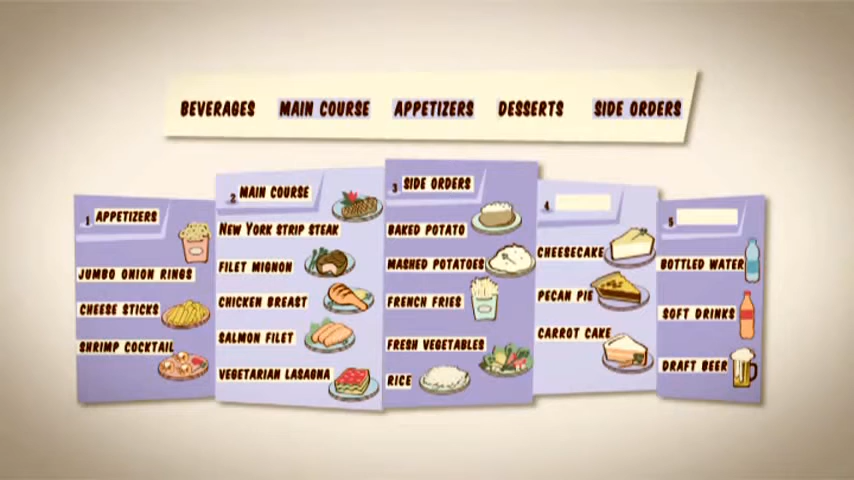 BEVERAGES MAIN COURSE APPETIZERS DESSERTS SIDE ORDERS
1 APPETIZERS
JUMBO ONION RINGS
CHEESE STICKS
SHRIMP COCKTAIL
2 MAIN COURSE
NEW YORK STRIP STEAK
FILET MIGNON
CHICKEN BREAST
SALMON FILET
VEGETARIAN LASAGNA
3 SIDE ORDERS
BAKED POTATO
MASHED POTATOES
FRENCH FRIES
FRESH VEGETABLES
RICE
4
CHEESECAKE
PECAN PIE
CARROT CAKE
5
BOTTLED WATER
SOFT DRINKS
DRAFT BEER